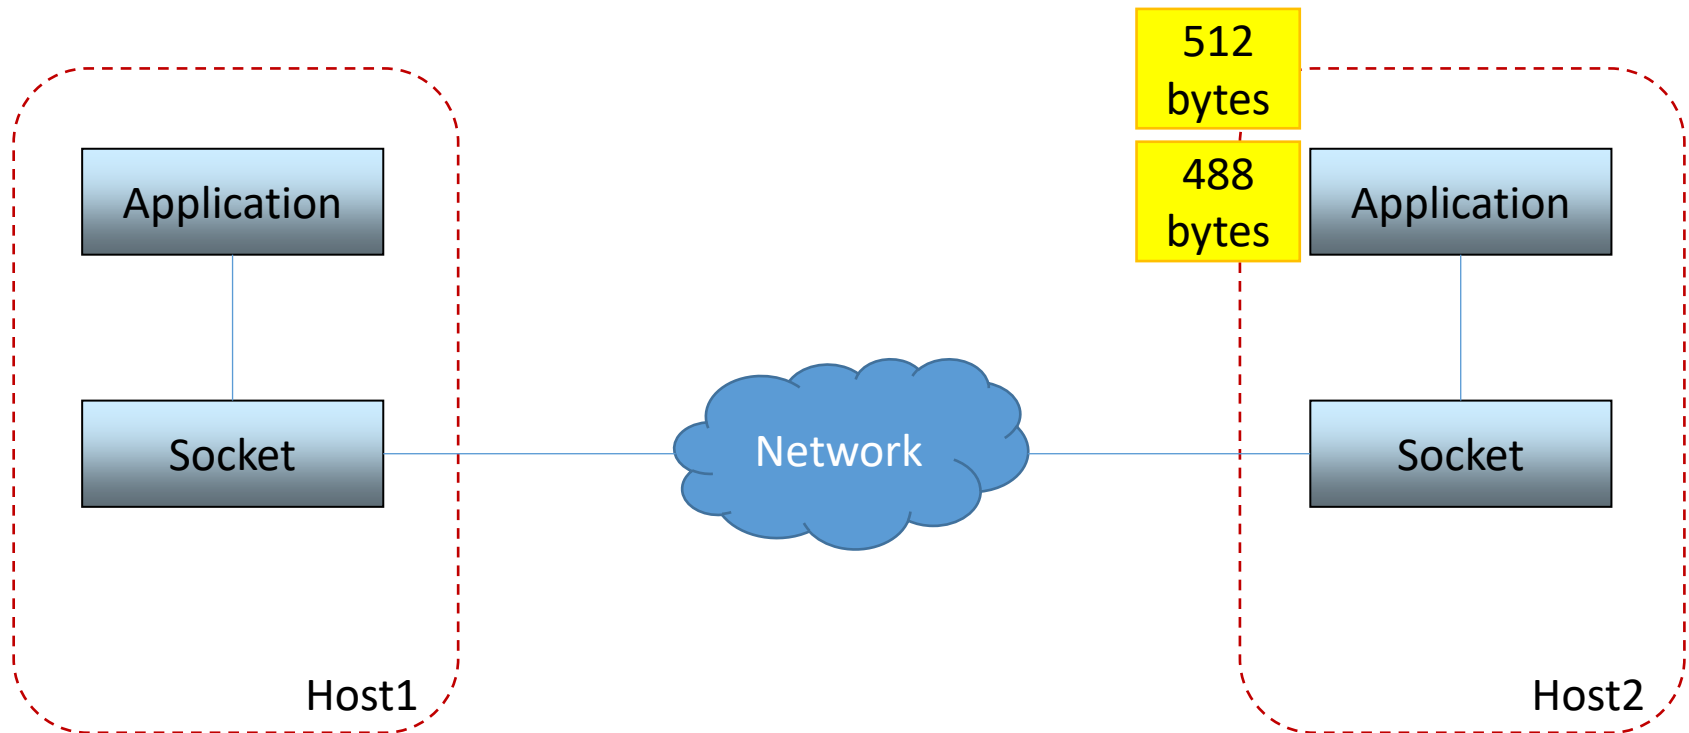 512
bytes
488
bytes
Application
Application
Socket
Network
Socket
Host1
Host2